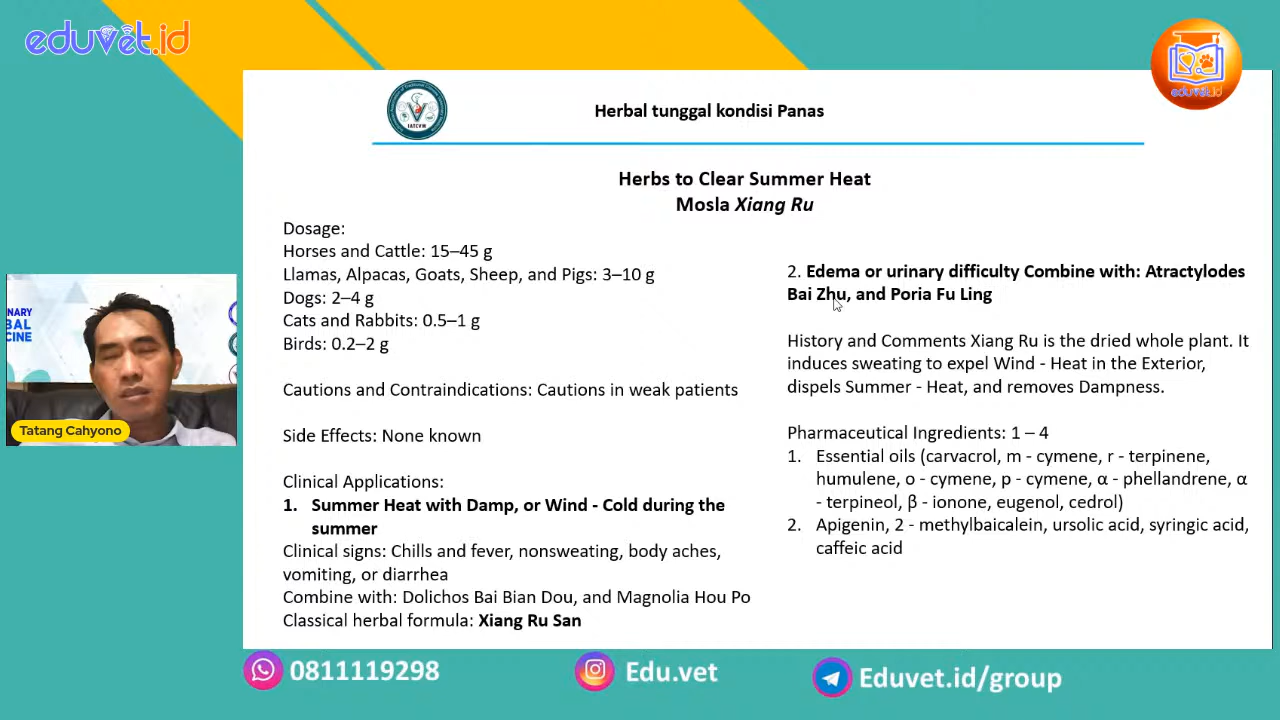 eduvet.id
eduvet.id
IATCVM
Herbal tunggal kondisi Panas
Herbs to Clear Summer Heat
Mosla Xiang Ru
Dosage:
Horses and Cattle: 15–45 g
Llamas, Alpacas, Goats, Sheep, and Pigs: 3–10 g
Dogs: 2–4 g
Cats and Rabbits: 0.5–1 g
Birds: 0.2–2 g
Cautions and Contraindications: Cautions in weak patients
Side Effects: None known
Clinical Applications:
1. Summer Heat with Damp, or Wind - Cold during the
summer
Clinical signs: Chills and fever, nonsweating, body aches,
vomiting, or diarrhea
Combine with: Dolichos Bai Bian Dou, and Magnolia Hou Po
Classical herbal formula: Xiang Ru San
2. Edema or urinary difficulty Combine with: Atractylodes
Bai Zhu, and Poria Fu Ling
History and Comments Xiang Ru is the dried whole plant. It
induces sweating to expel Wind - Heat in the Exterior,
dispels Summer - Heat, and removes Dampness.
Pharmaceutical Ingredients: 1 – 4
1. Essential oils (carvacrol, m - cymene, r - terpinene,
humulene, o - cymene, p - cymene, α - phellandrene, α
- terpineol, β - ionone, eugenol, cedrol)
2. Apigenin, 2 - methylbaicalein, ursolic acid, syringic acid,
caffeic acid
NARY
BAL
CINE
Tatang Cahyono
0811119298
Edu.vet
Eduvet.id/group